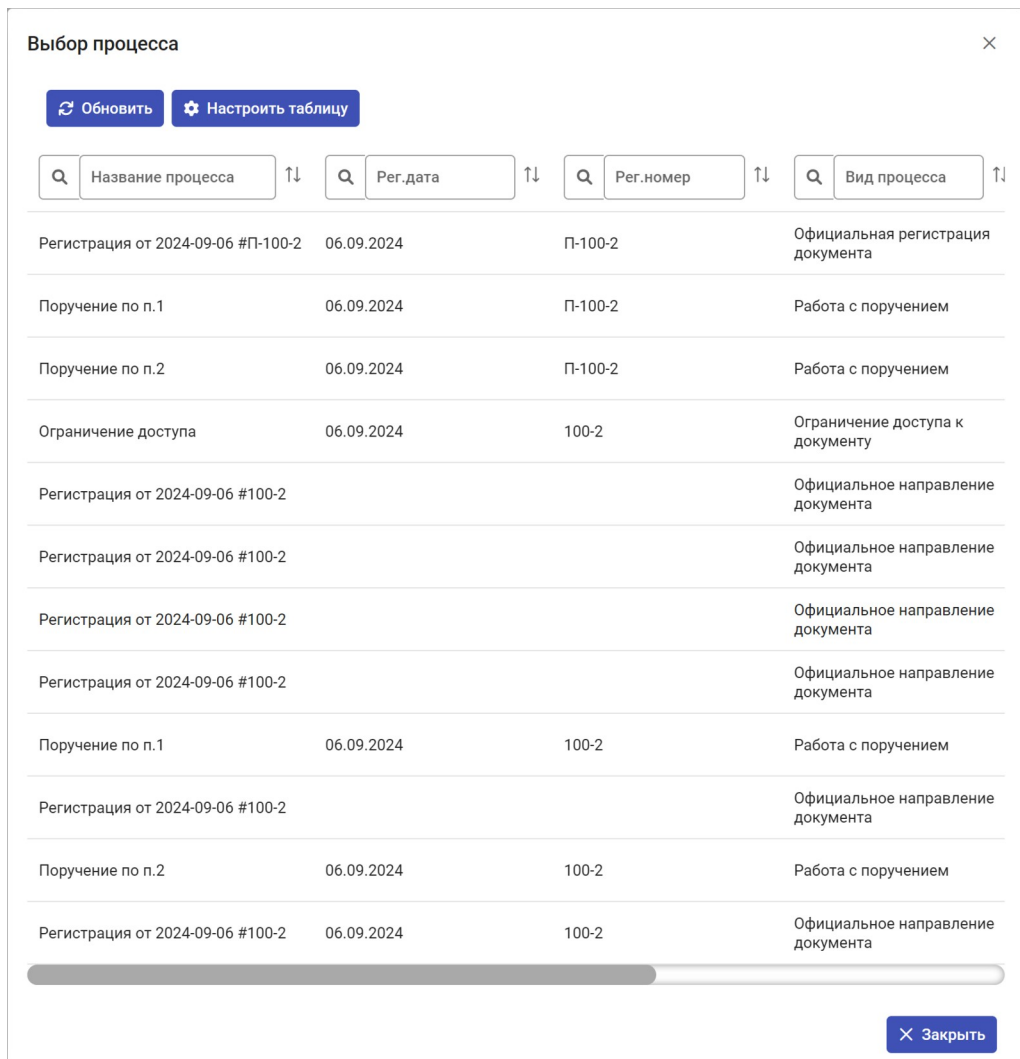 Выбор процесса
Обновить Настроить таблицу
Название процесса Рег.дата Рег.номер Вид процесса
Регистрация от 2024-09-06 #П-100-2 06.09.2024 П-100-2 Официальная регистрация
документа
Поручение по п.1 06.09.2024 П-100-2 Работа с поручением
Поручение по п.2 06.09.2024 П-100-2 Работа с поручением
Ограничение доступа 06.09.2024 100-2 Ограничение доступа к
документу
Регистрация от 2024-09-06 #100-2 Официальное направление
документа
Регистрация от 2024-09-06 #100-2 Официальное направление
документа
Регистрация от 2024-09-06 #100-2 Официальное направление
документа
Регистрация от 2024-09-06 #100-2 Официальное направление
документа
Поручение по п.1 06.09.2024 100-2 Работа с поручением
Регистрация от 2024-09-06 #100-2 Официальное направление
документа
Поручение по п.2 06.09.2024 100-2 Работа с поручением
Регистрация от 2024-09-06 #100-2 06.09.2024 100-2 Официальное направление
документа
Закрыть